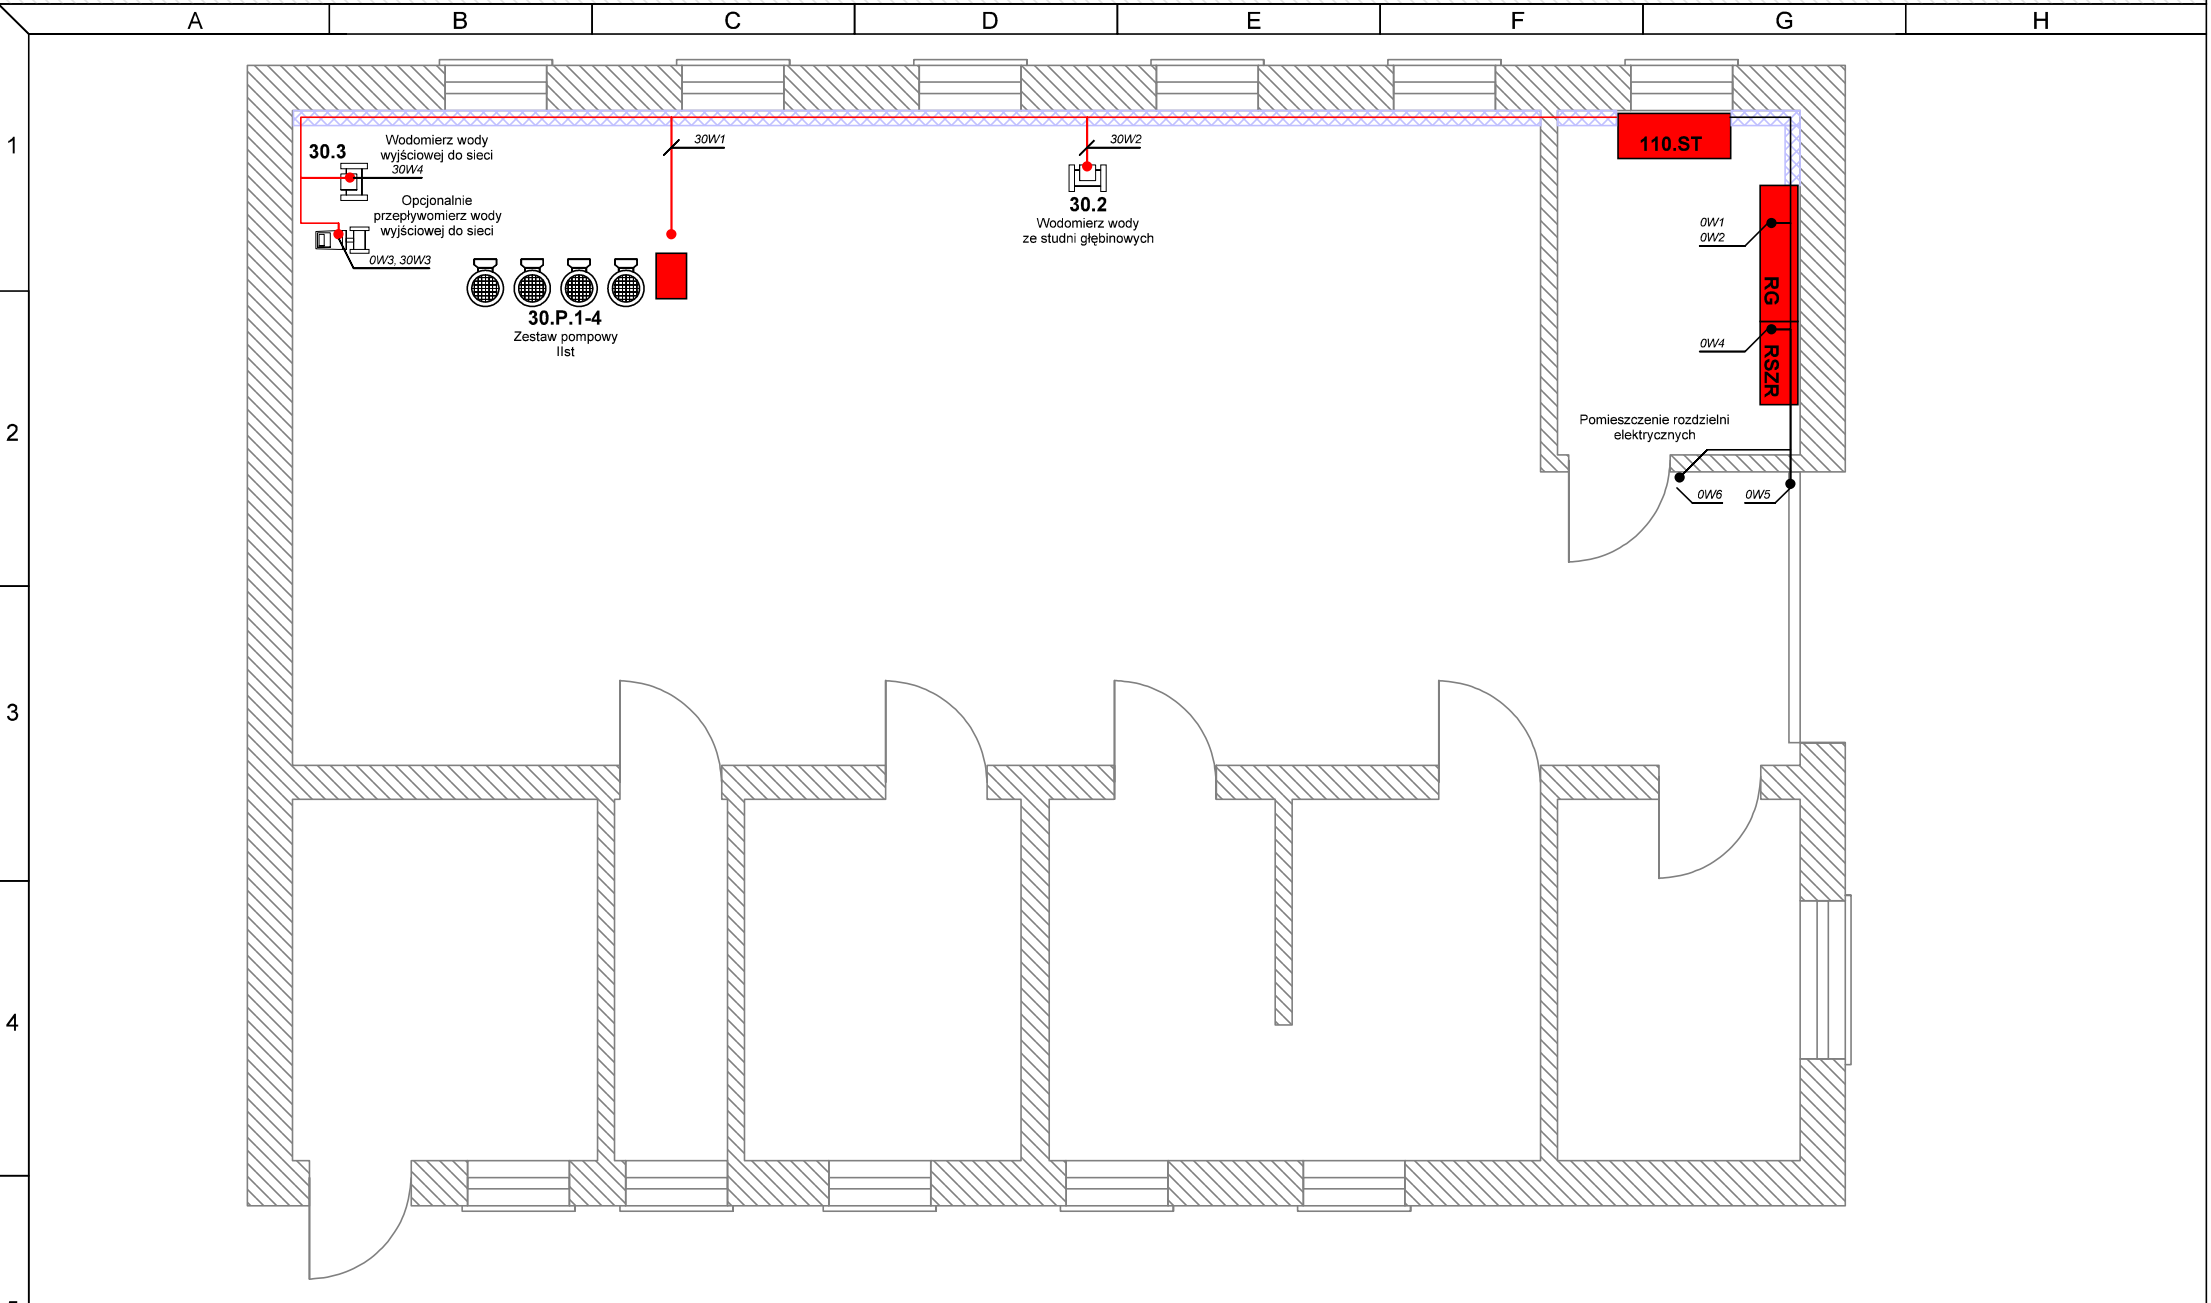 A B C D E F G H
1
30.3
Wodomierz wody
wyjściowej do sieci
30W4
Opcjonalnie
przepływomierz wody
wyjściowej do sieci
0W3, 30W3
30W1
30W2
30.2
Wodomierz wody
ze studni głębinowych
30.P.1-4
Zestaw pompowy
IIst
110.ST
0W1
0W2
RG
0W4
RSZR
2
Pomieszczenie rozdzielni
elektrycznych
0W6 0W5
3
4